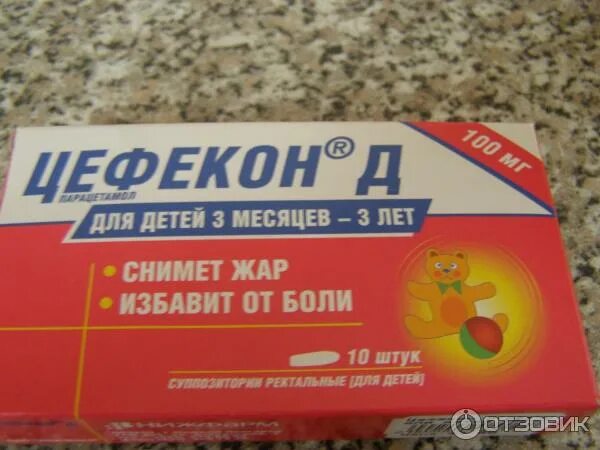 ЦЕФЕКОН® Д
100 мг
ПАРАЦЕТАМОЛ
ДЛЯ ДЕТЕЙ 3 МЕСЯЦЕВ – 3 ЛЕТ
• СНИМЕТ ЖАР
• ИЗБАВИТ ОТ БОЛИ
10 штук
СУППОЗИТОРИИ РЕКТАЛЬНЫЕ (ДЛЯ ДЕТЕЙ)
НИЖФАРМ
ОТЗОВИК